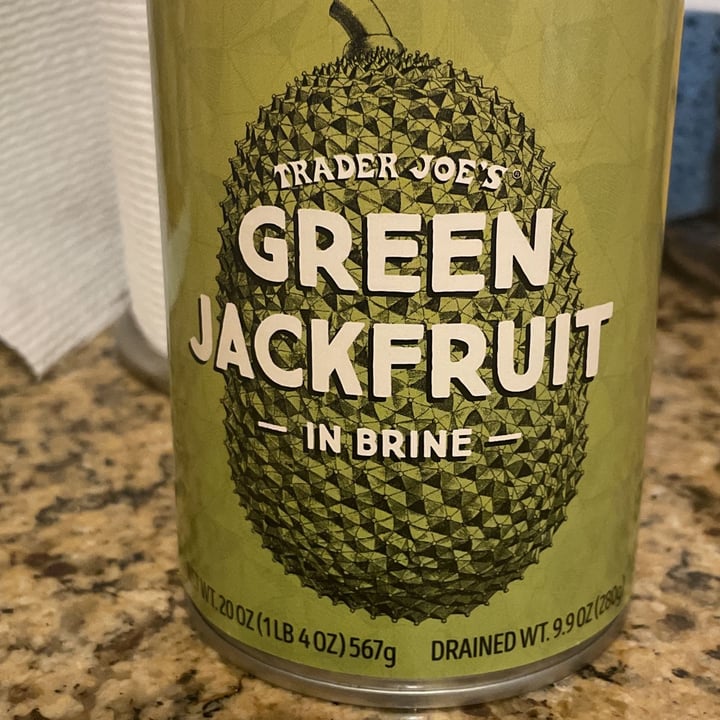 TRADER JOE'S®
GREEN
JACKFRUIT
— IN BRINE —
WT. 20 OZ (1 LB 4 OZ) 567g DRAINED WT. 9.9 OZ (280g)